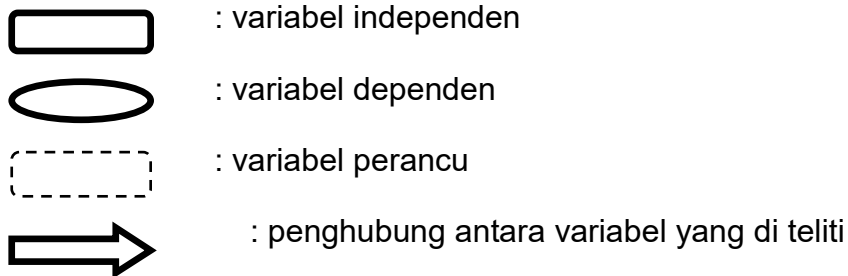 : variabel independen
: variabel dependen
: variabel perancu
: penghubung antara variabel yang di teliti